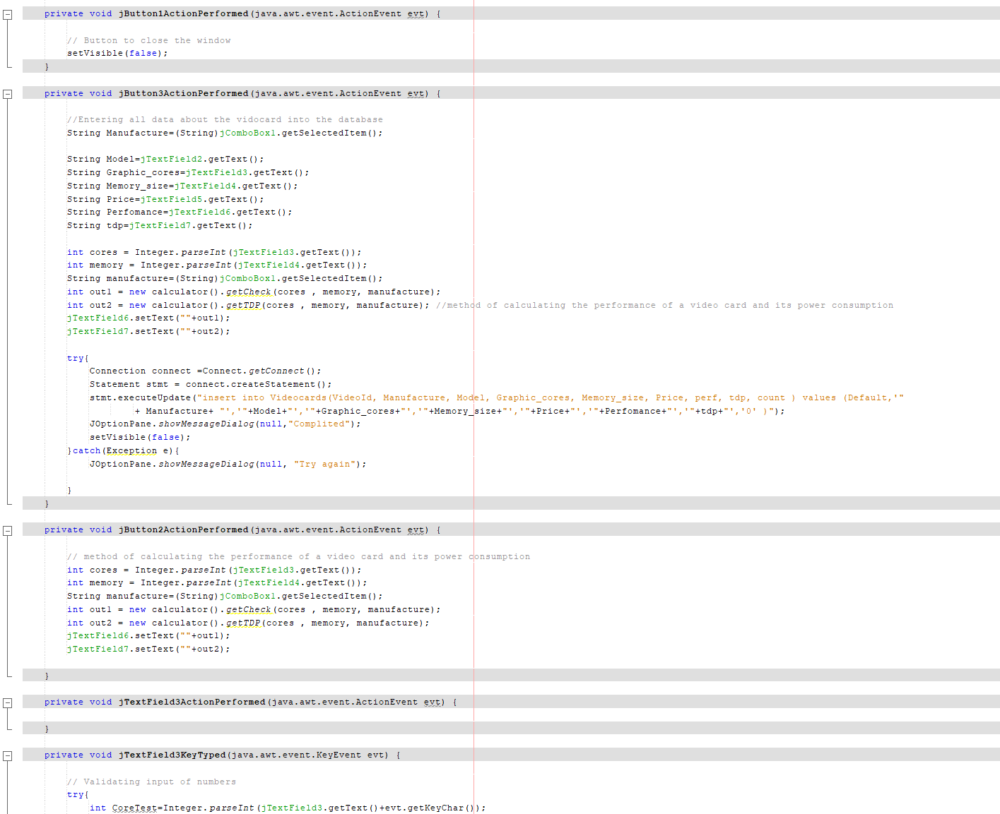 private void jButton1ActionPerformed(java.awt.event.ActionEvent evt) {
// Button to close the window
setVisible(false);
}
private void jButton3ActionPerformed(java.awt.event.ActionEvent evt) {
//Entering all data about the vidocard into the database
String Manufacture=(String)jComboBox1.getSelectedItem();
String Model=jTextField2.getText();
String Graphic_cores=jTextField3.getText();
String Memory_size=jTextField4.getText();
String Price=jTextField5.getText();
String Perfomance=jTextField6.getText();
String tdp=jTextField7.getText();
int cores = Integer.parseInt(jTextField3.getText());
int memory = Integer.parseInt(jTextField4.getText());
String manufacture=(String)jComboBox1.getSelectedItem();
int out1 = new calculator().getCheck(cores , memory, manufacture);
int out2 = new calculator().getTDP(cores , memory, manufacture); //method of calculating the performance of a video card and its power consumption
jTextField6.setText(""+out1);
jTextField7.setText(""+out2);
try{
Connection connect =Connect.getConnect();
Statement stmt = connect.createStatement();
stmt.executeUpdate("insert into Videocards(VideoId, Manufacture, Model, Graphic_cores, Memory_size, Price, perf, tdp, count ) values (Default,'"
+ Manufacture+ "','"+Model+"','"+Graphic_cores+"','"+Memory_size+"','"+Price+"','"+Perfomance+"','"+tdp+"','0' )");
JOptionPane.showMessageDialog(null,"Complited");
setVisible(false);
}catch(Exception e){
JOptionPane.showMessageDialog(null, "Try again");
}
}
private void jButton2ActionPerformed(java.awt.event.ActionEvent evt) {
// method of calculating the performance of a video card and its power consumption
int cores = Integer.parseInt(jTextField3.getText());
int memory = Integer.parseInt(jTextField4.getText());
String manufacture=(String)jComboBox1.getSelectedItem();
int out1 = new calculator().getCheck(cores , memory, manufacture);
int out2 = new calculator().getTDP(cores , memory, manufacture);
jTextField6.setText(""+out1);
jTextField7.setText(""+out2);
}
private void jTextField3ActionPerformed(java.awt.event.ActionEvent evt) {
}
private void jTextField3KeyTyped(java.awt.event.KeyEvent evt) {
// Validating input of numbers
try{
int CoreTest=Integer.parseInt(jTextField3.getText()+evt.getKeyChar());